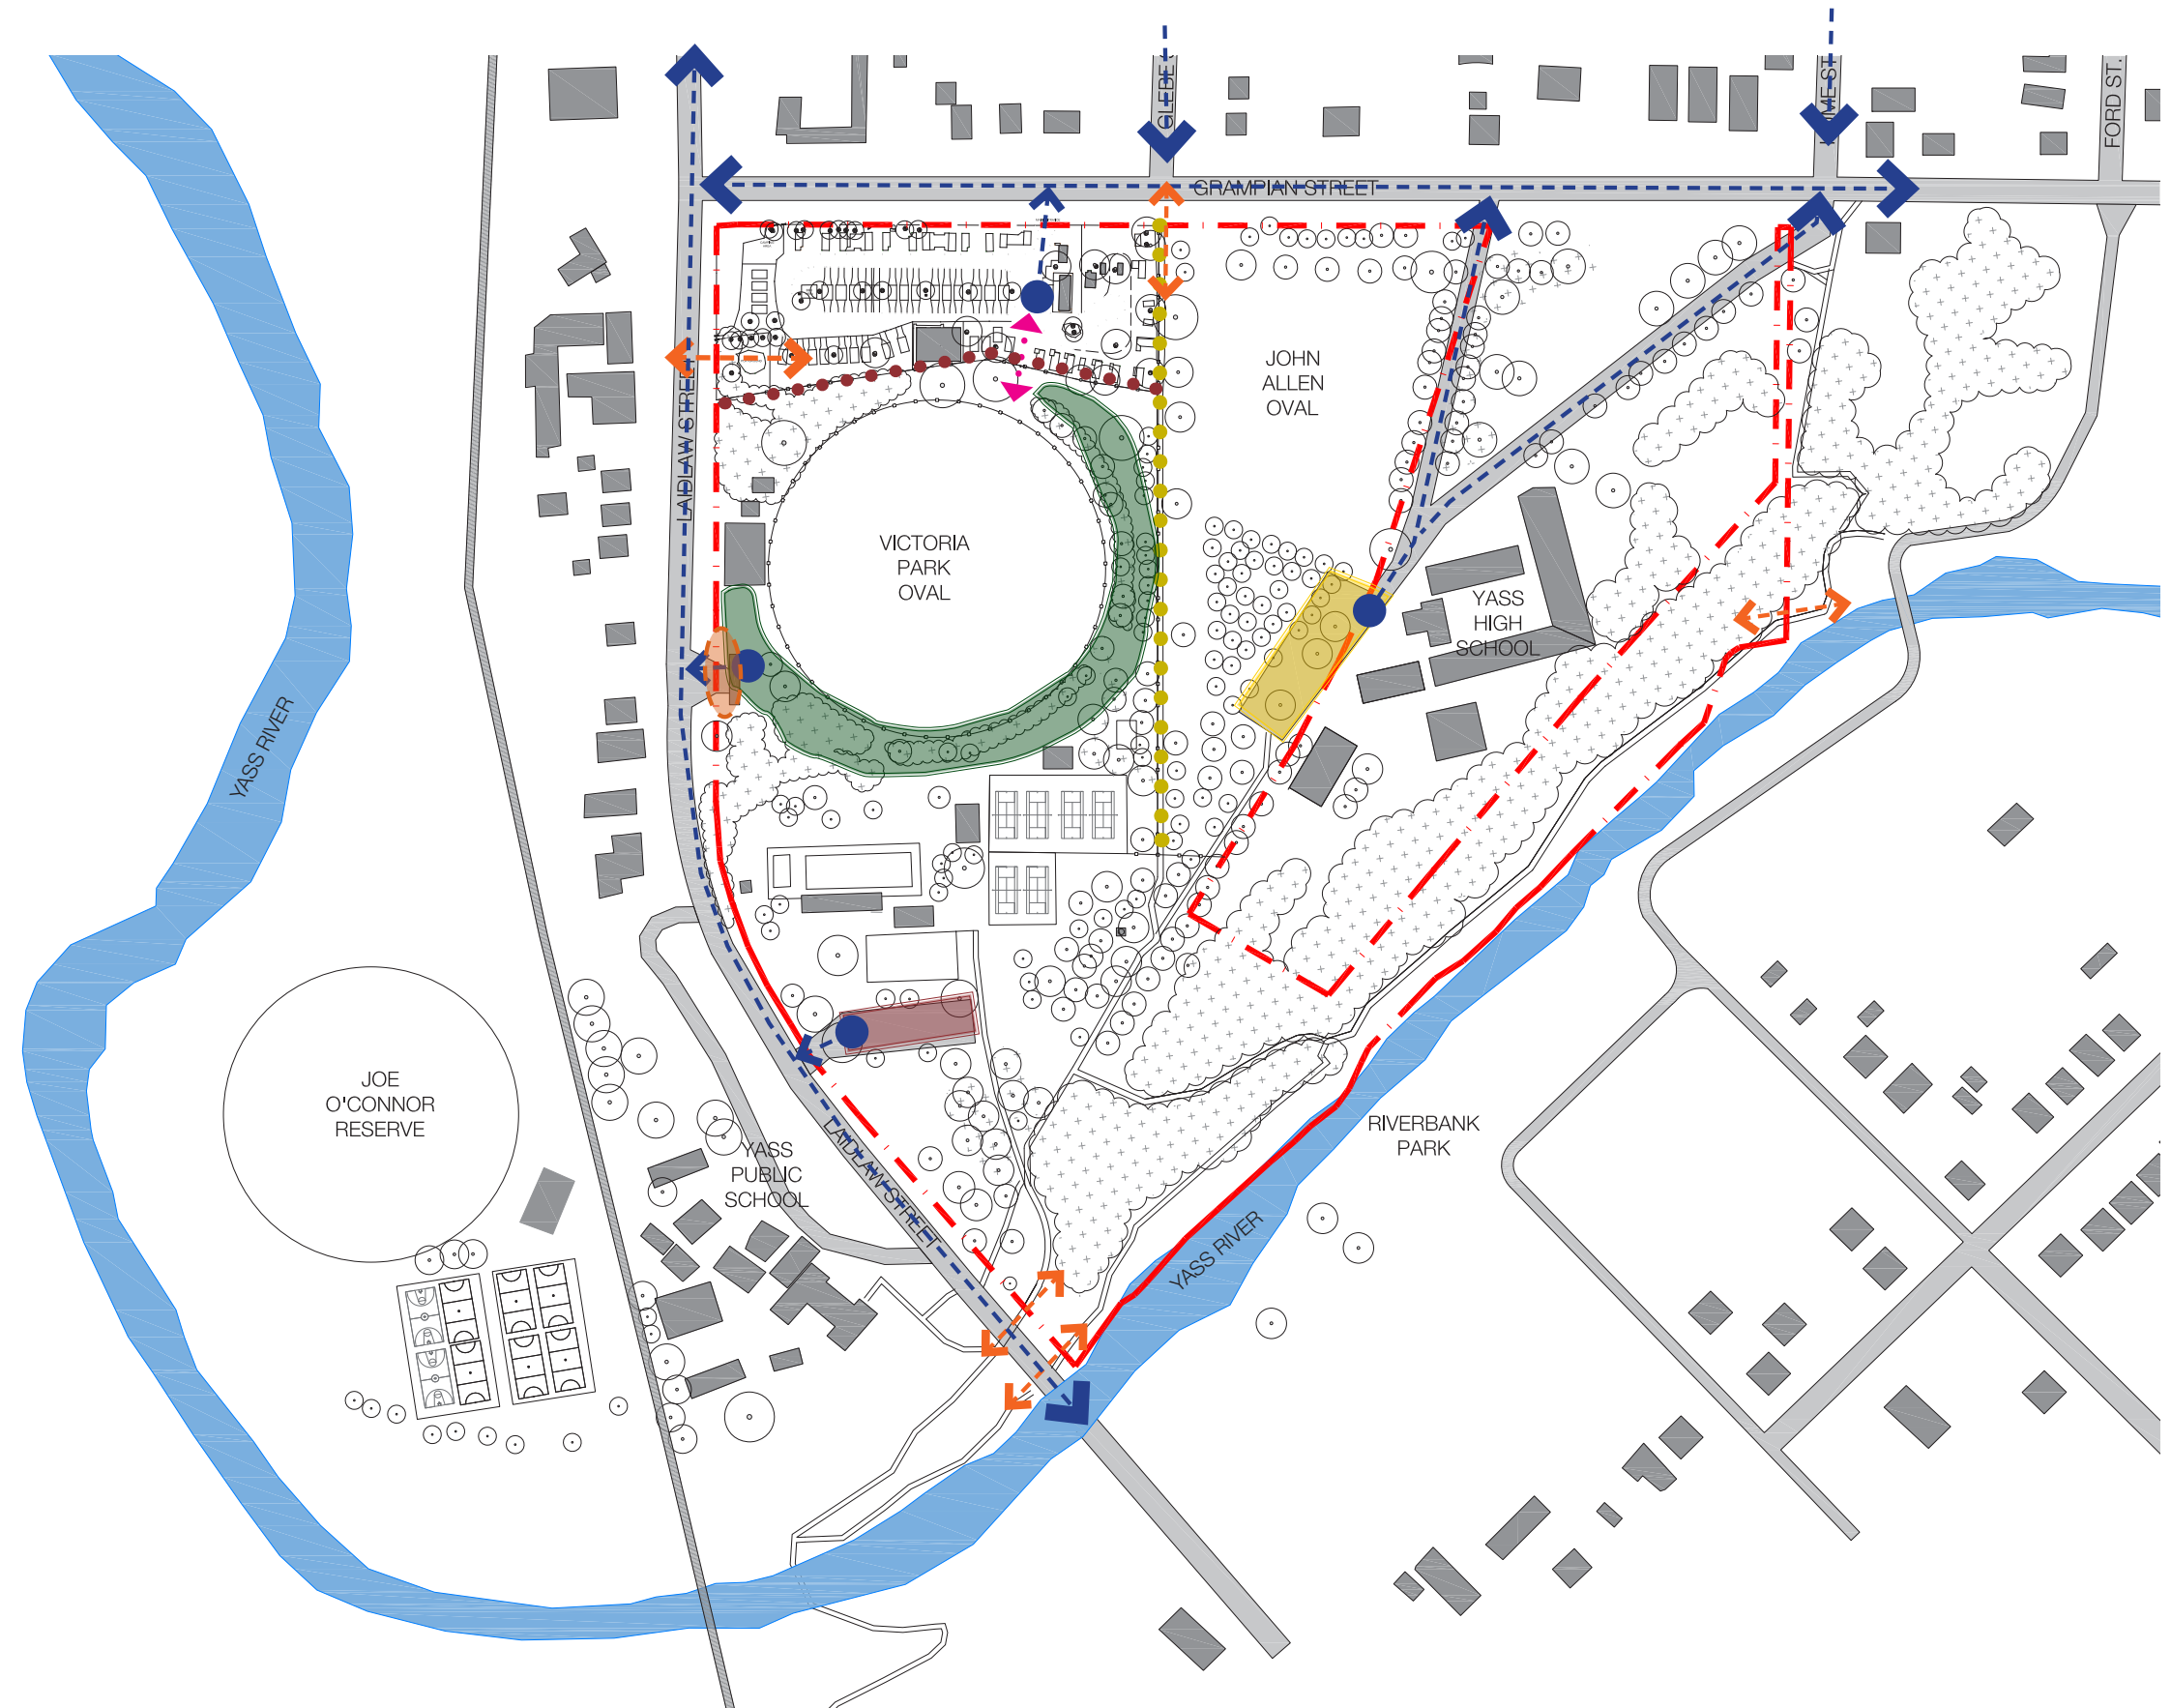 GLEBE
FORD ST.
GRAMPIAN STREET
LAIDLAW STREET
JOHN
ALLEN
OVAL
VICTORIA
PARK
OVAL
YASS
HIGH
SCHOOL
YASS RIVER
JOE
O'CONNOR
RESERVE
YASS
PUBLIC
SCHOOL
LAIDLAW STREET
RIVERBANK
PARK
YASS RIVER